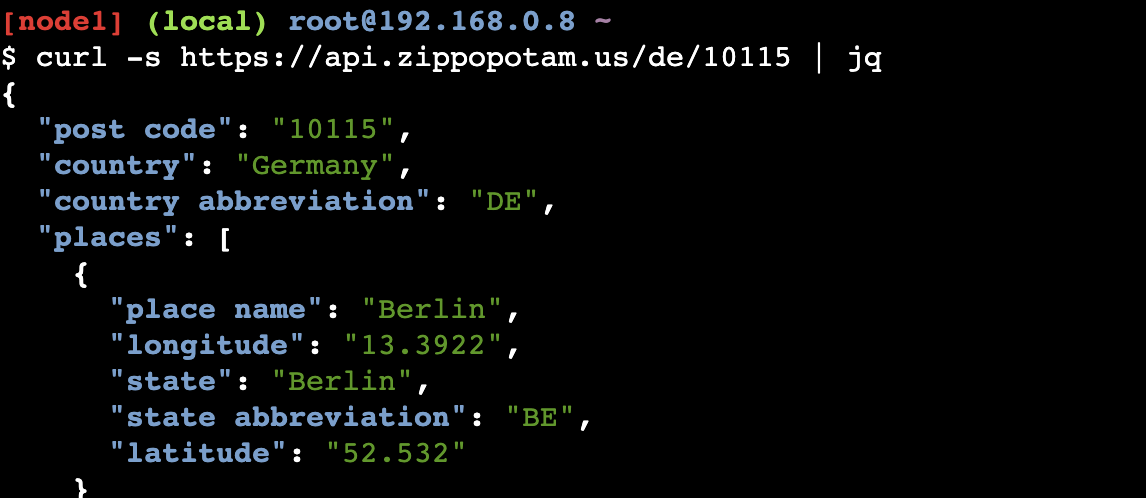 [node1] (local) root@192.168.0.8 ~
$ curl -s https://api.zippopotam.us/de/10115 | jq
{
  "post code": "10115",
  "country": "Germany",
  "country abbreviation": "DE",
  "places": [
    {
      "place name": "Berlin",
      "longitude": "13.3922",
      "state": "Berlin",
      "state abbreviation": "BE",
      "latitude": "52.532"
    }